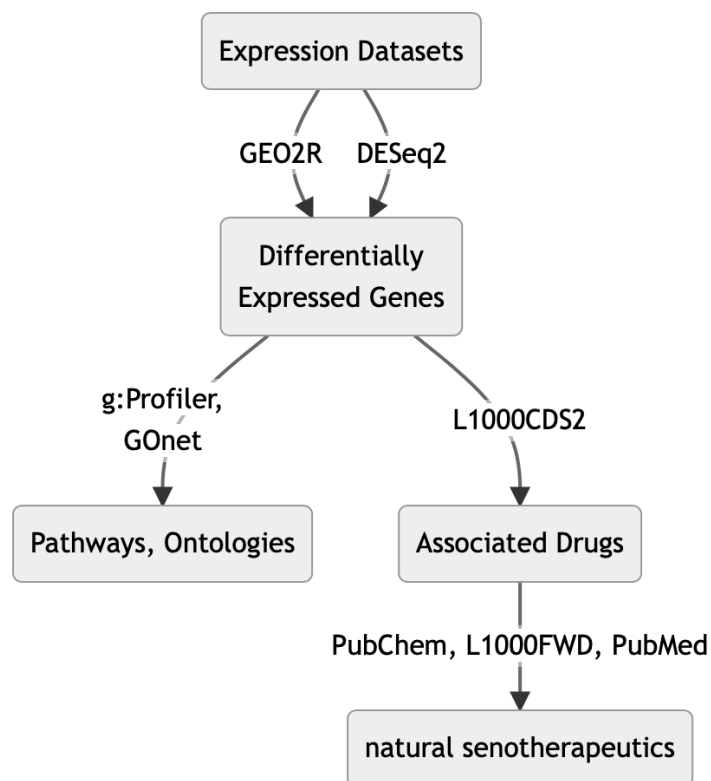 Expression Datasets
GEO2R
DESeq2
Differentially
Expressed Genes
g:Profiler,
GOnet
L1000CDS2
Pathways, Ontologies
Associated Drugs
PubChem, L1000FWD, PubMed
natural senotherapeutics